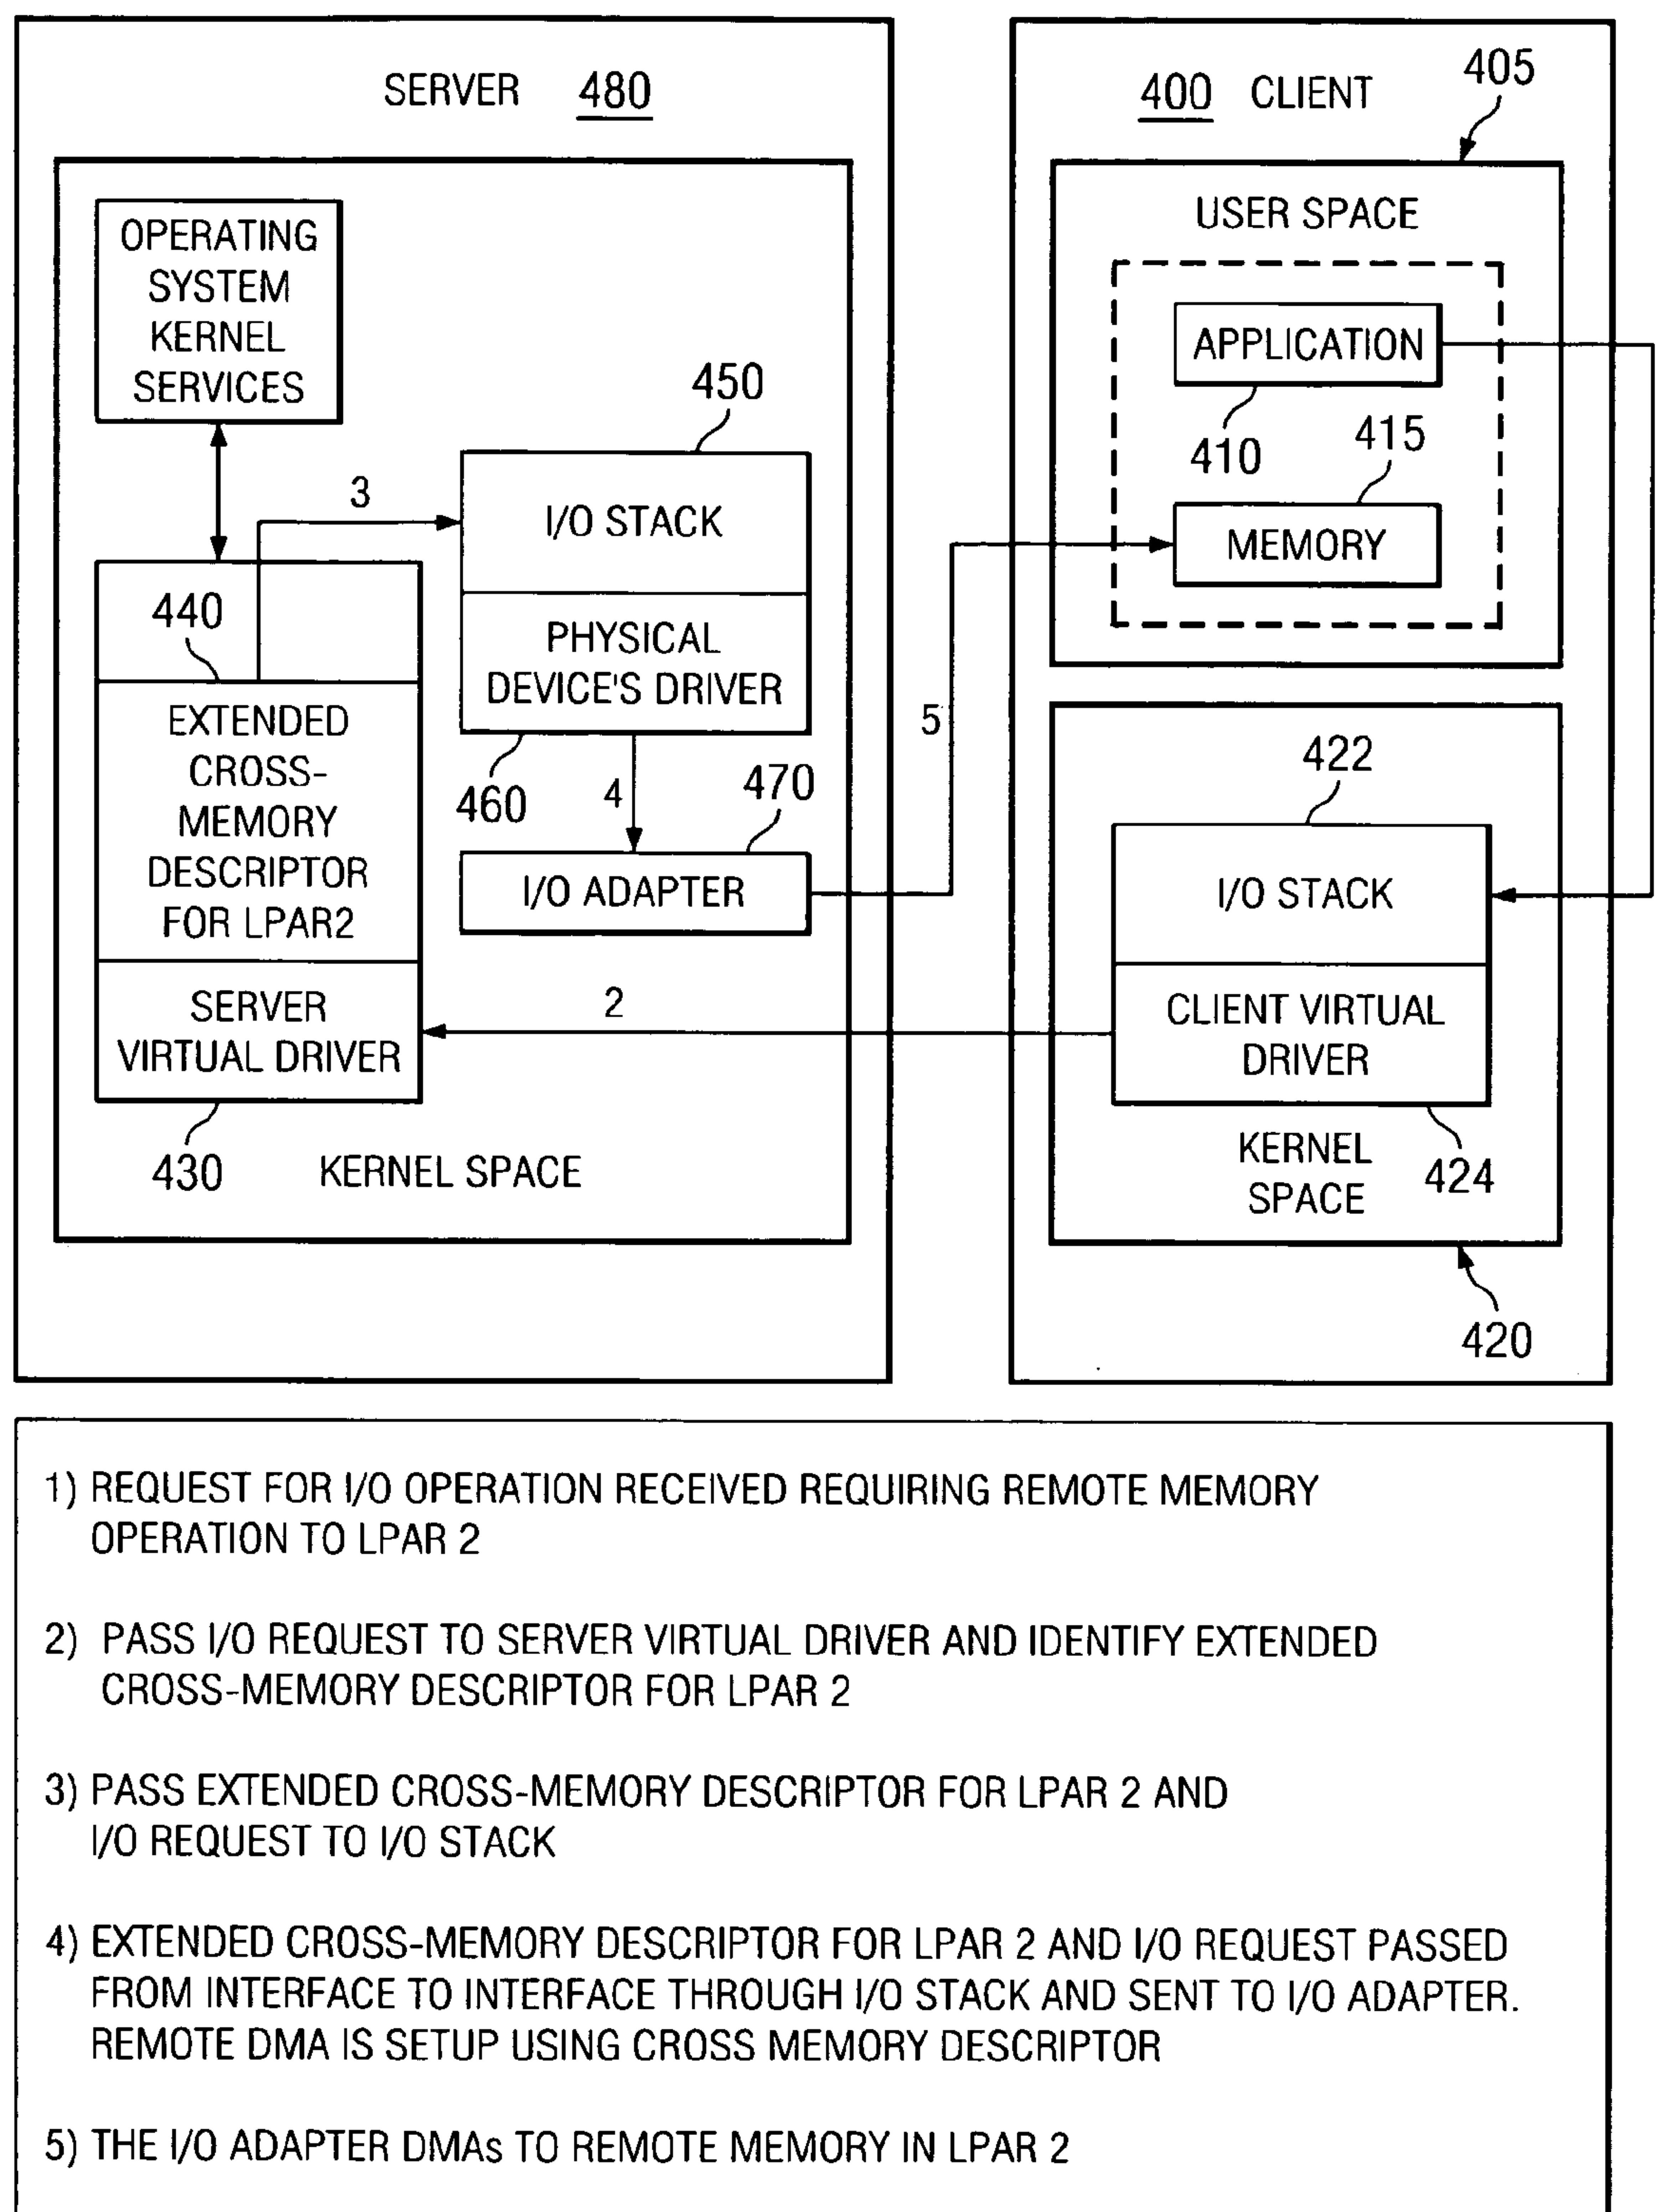 SERVER 480
OPERATING
SYSTEM
KERNEL
SERVICES
3
450
I/O STACK
PHYSICAL
DEVICE'S DRIVER
440
EXTENDED
CROSS-
MEMORY
DESCRIPTOR
FOR LPAR2
460
4
470
I/O ADAPTER
5
SERVER
VIRTUAL DRIVER
2
430
KERNEL SPACE
400 CLIENT
405
USER SPACE
APPLICATION
410
415
MEMORY
422
I/O STACK
CLIENT VIRTUAL
DRIVER
KERNEL
SPACE
424
420
1) REQUEST FOR I/O OPERATION RECEIVED REQUIRING REMOTE MEMORY
OPERATION TO LPAR 2
2) PASS I/O REQUEST TO SERVER VIRTUAL DRIVER AND IDENTIFY EXTENDED
CROSS-MEMORY DESCRIPTOR FOR LPAR 2
3) PASS EXTENDED CROSS-MEMORY DESCRIPTOR FOR LPAR 2 AND
I/O REQUEST TO I/O STACK
4) EXTENDED CROSS-MEMORY DESCRIPTOR FOR LPAR 2 AND I/O REQUEST PASSED
FROM INTERFACE TO INTERFACE THROUGH I/O STACK AND SENT TO I/O ADAPTER.
REMOTE DMA IS SETUP USING CROSS MEMORY DESCRIPTOR
5) THE I/O ADAPTER DMAs TO REMOTE MEMORY IN LPAR 2